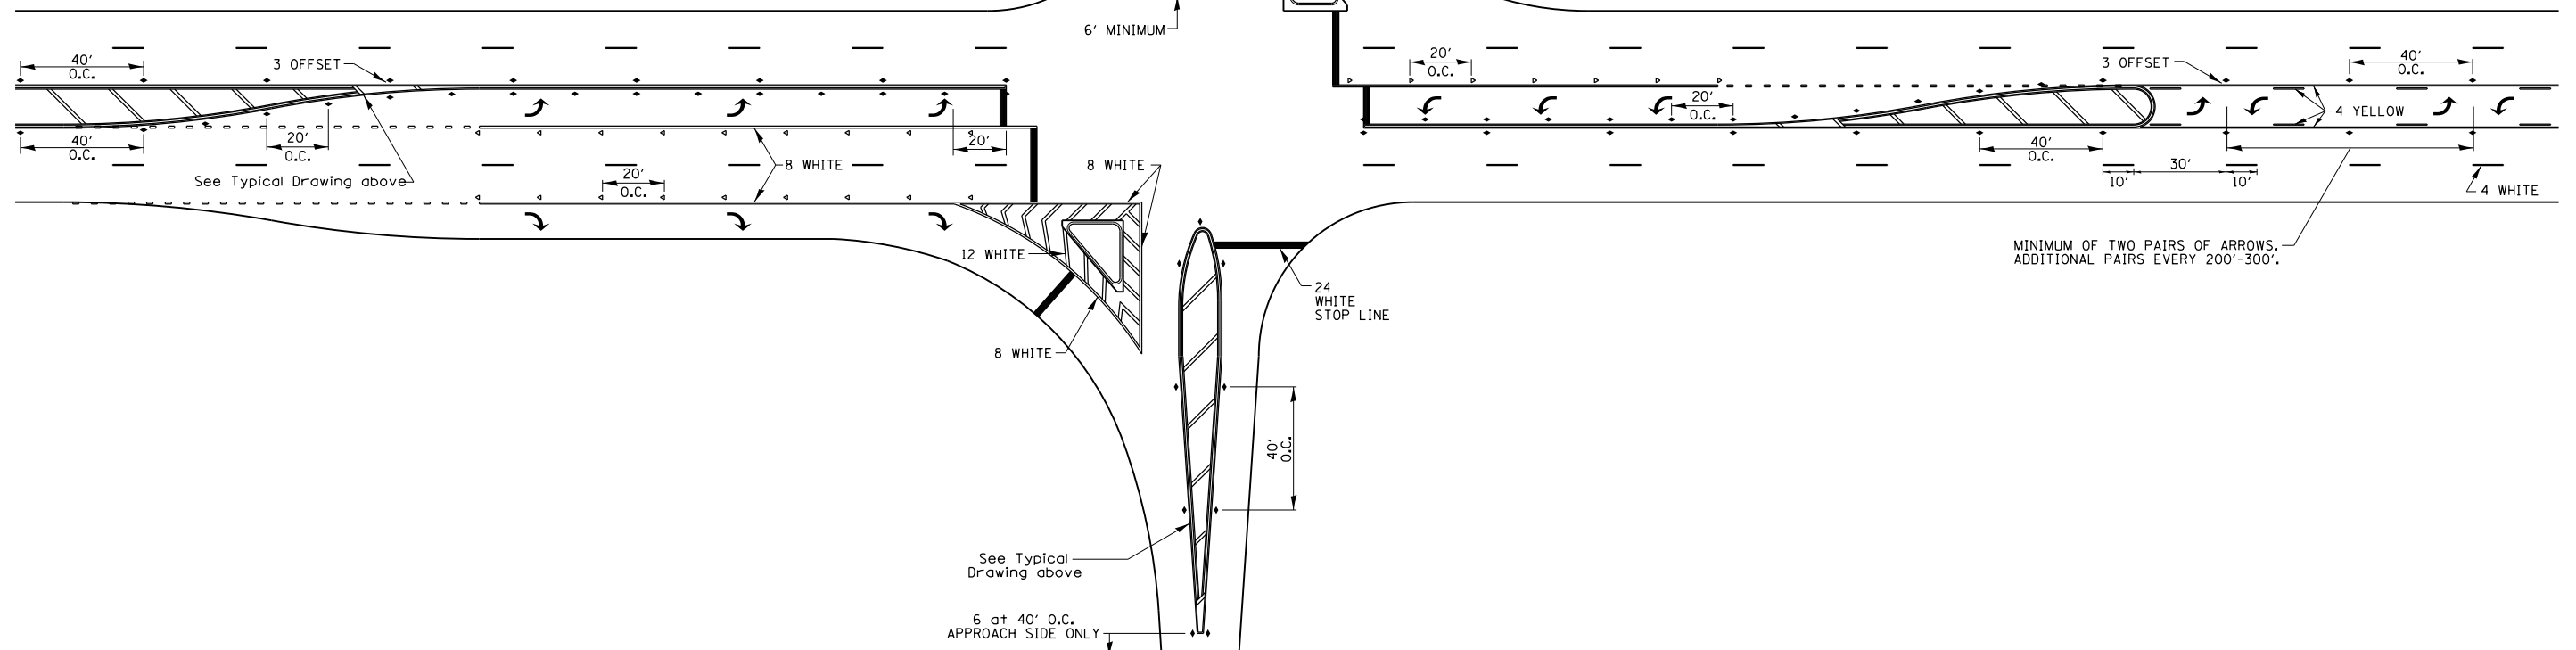 6' MINIMUM
40'
O.C.
3 OFFSET
20'
O.C.
3 OFFSET
40'
O.C.
20'
O.C.
4 YELLOW
40'
O.C.
20'
O.C.
20'
8 WHITE
8 WHITE
40'
O.C.
30'
10'
10'
See Typical Drawing above
20'
O.C.
4 WHITE
12 WHITE
MINIMUM OF TWO PAIRS OF ARROWS.
ADDITIONAL PAIRS EVERY 200'-300'.
24
WHITE
STOP LINE
8 WHITE
40'
O.C.
See Typical
Drawing above
6 at 40' O.C.
APPROACH SIDE ONLY